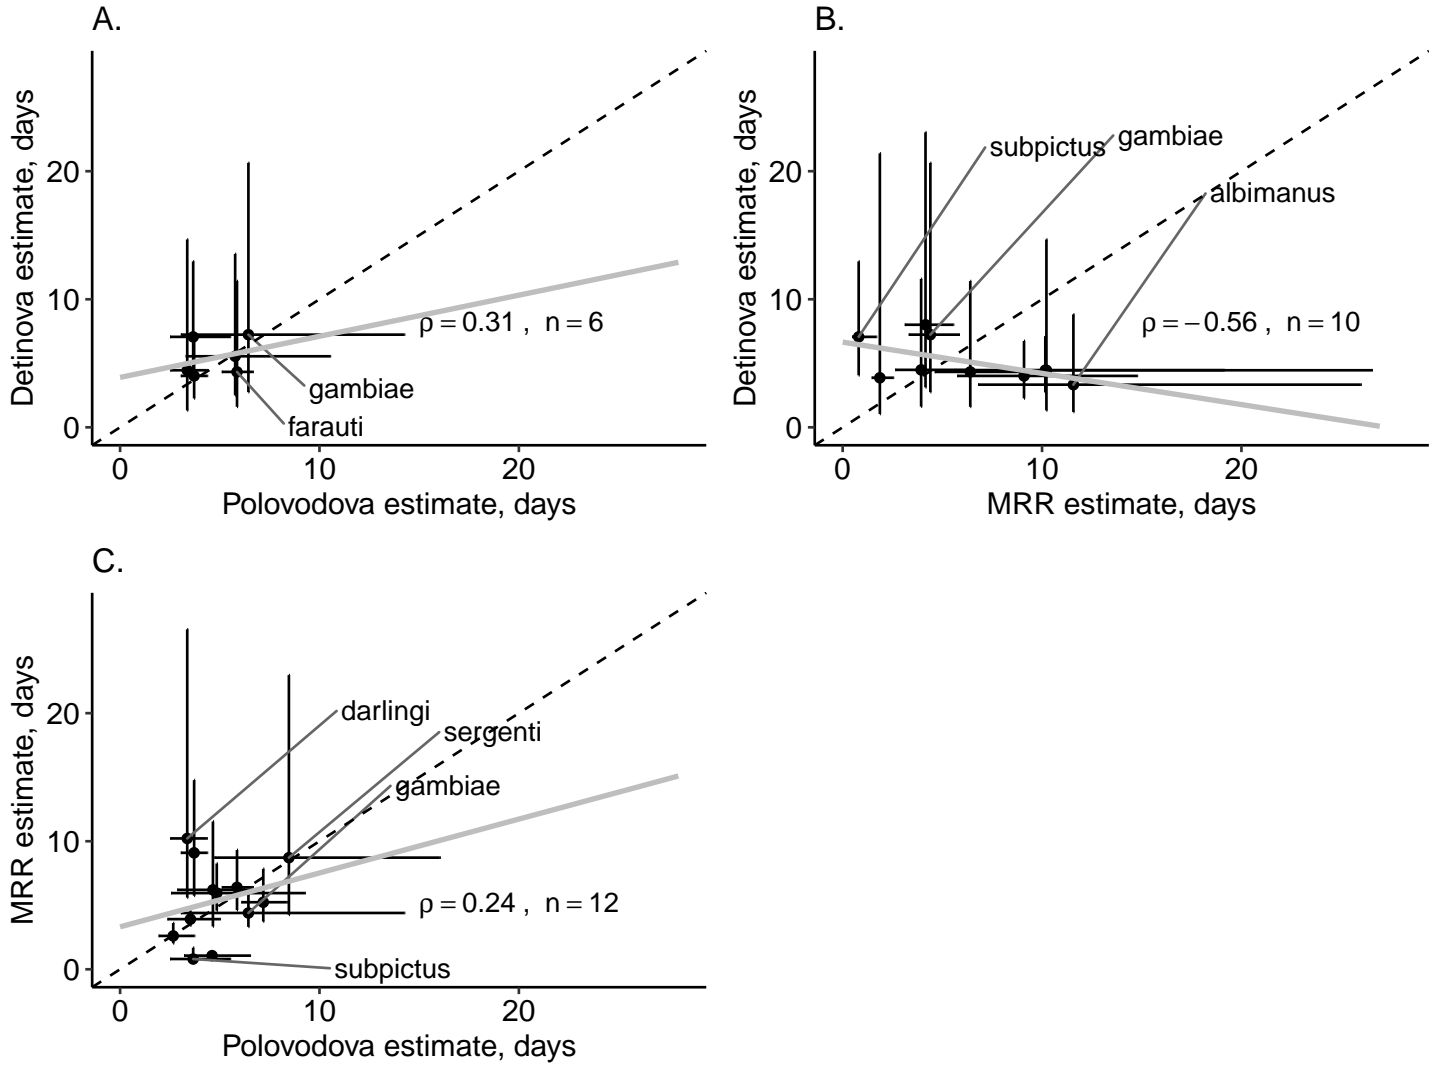 A.
Detinova estimate, days
20
10
0
ρ = 0.31 , n = 6
gambiae
farauti
0 10 20
Polovodova estimate, days
B.
Detinova estimate, days
20
10
0
subpictus
gambiae
albimanus
ρ = −0.56 , n = 10
0 10 20
MRR estimate, days
C.
MRR estimate, days
20
10
0
darlingi
sergenti
gambiae
ρ = 0.24 , n = 12
subpictus
0 10 20
Polovodova estimate, days